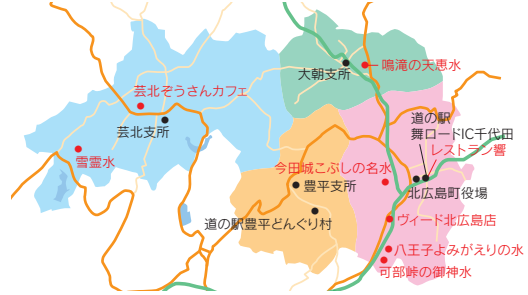 鳴滝の天恵水
大朝支所
芸北ぞうさんカフェ
芸北支所
道の駅
舞ロードIC千代田
レストラン響
雪霊水
今田城こぶしの名水
豊平支所
北広島町役場
道の駅豊平どんぐり村
ヴィード北広島店
八王子よみがえりの水
可部峠の御神水